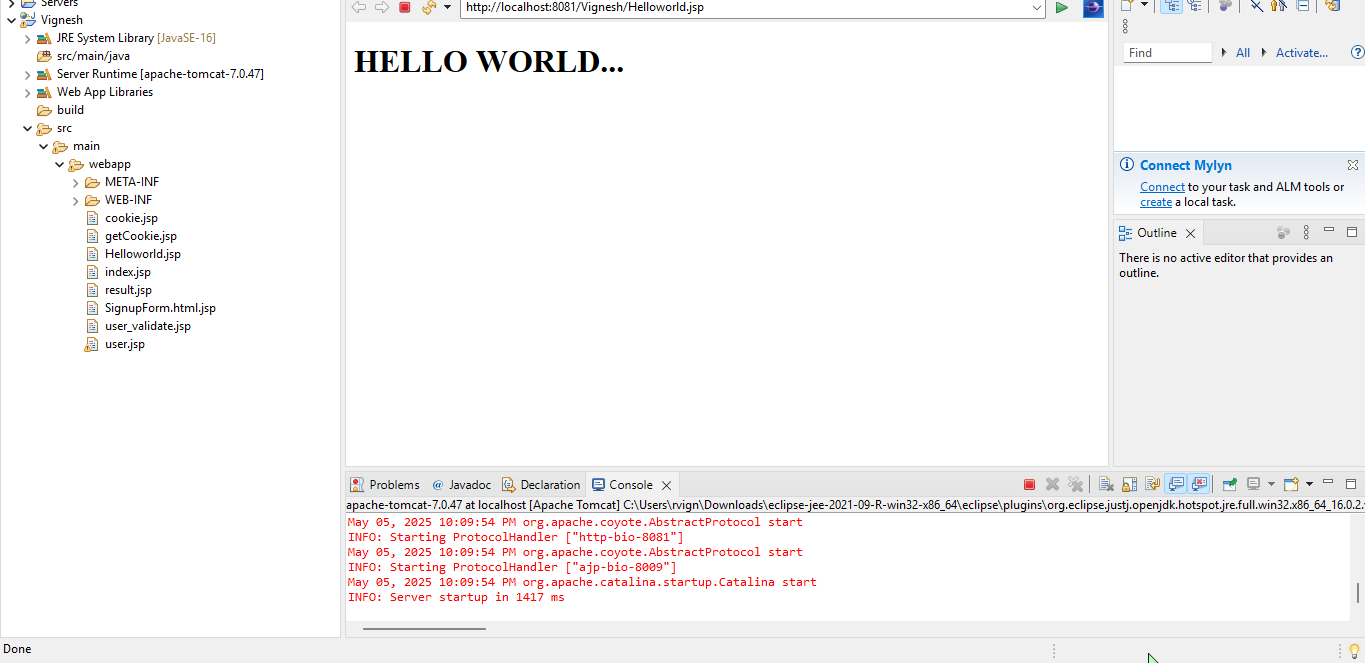 Servers
Vignesh
JRE System Library [JavaSE-16]
src/main/java
Server Runtime [apache-tomcat-7.0.47]
Web App Libraries
build
src
main
webapp
META-INF
WEB-INF
cookie.jsp
getCookie.jsp
Helloworld.jsp
index.jsp
result.jsp
SignupForm.html.jsp
user_validate.jsp
user.jsp
http://localhost:8081/Vignesh/Helloworld.jsp
HELLO WORLD...
Find
All
Activate...
Connect Mylyn
Connect to your task and ALM tools or
create a local task.
Outline
There is no active editor that provides an
outline.
Problems
@ Javadoc
Declaration
Console
apache-tomcat-7.0.47 at localhost [Apache Tomcat] C:\Users\rvign\Downloads\eclipse-jee-2021-09-R-win32-x86_64\eclipse\plugins\org.eclipse.justj.openjdk.hotspot.jre.full.win32.x86_64_16.0.2.
May 05, 2025 10:09:54 PM org.apache.coyote.AbstractProtocol start
INFO: Starting ProtocolHandler ["http-bio-8081"]
May 05, 2025 10:09:54 PM org.apache.coyote.AbstractProtocol start
INFO: Starting ProtocolHandler ["ajp-bio-8009"]
May 05, 2025 10:09:54 PM org.apache.catalina.startup.Catalina start
INFO: Server startup in 1417 ms
Done